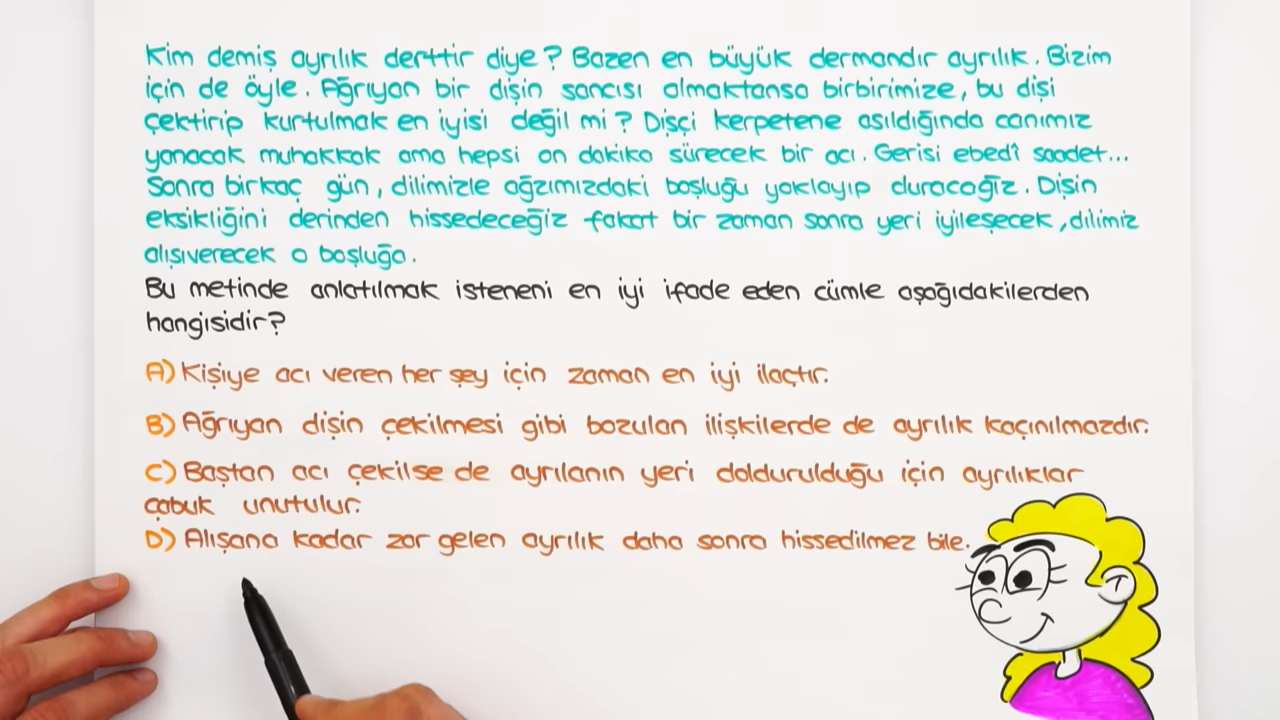 Kim demiş ayrılık derttir diye? Bazen en büyük dermandır ayrılık. Bizim
için de öyle. Ağrıyan bir dişin sancısı olmaktansa birbirimize, bu dişi
çektirip kurtulmak en iyisi değil mi? Dişçi kerpetene asıldığında canımız
yanacak muhakkak ama hepsi on dakika sürecek bir acı. Gerisi ebedî saadet...
Sonra birkaç gün, dilimizle ağzımızdaki boşluğu yoklayıp duracağız. Dişin
eksikliğini derinden hissedeceğiz fakat bir zaman sonra yeri iyileşecek, dilimiz
alışıverecek o boşluğa.
Bu metinde anlatılmak isteneni en iyi ifade eden cümle aşağıdakilerden
hangisidir?
A) Kişiye acı veren her şey için zaman en iyi ilaçtır.
B) Ağrıyan dişin çekilmesi gibi bozulan ilişkilerde de ayrılık kaçınılmazdır.
C) Baştan acı çekilse de ayrılanın yeri doldurulduğu için ayrılıklar
çabuk unutulur.
D) Alışana kadar zor gelen ayrılık daha sonra hissedilmez bile.